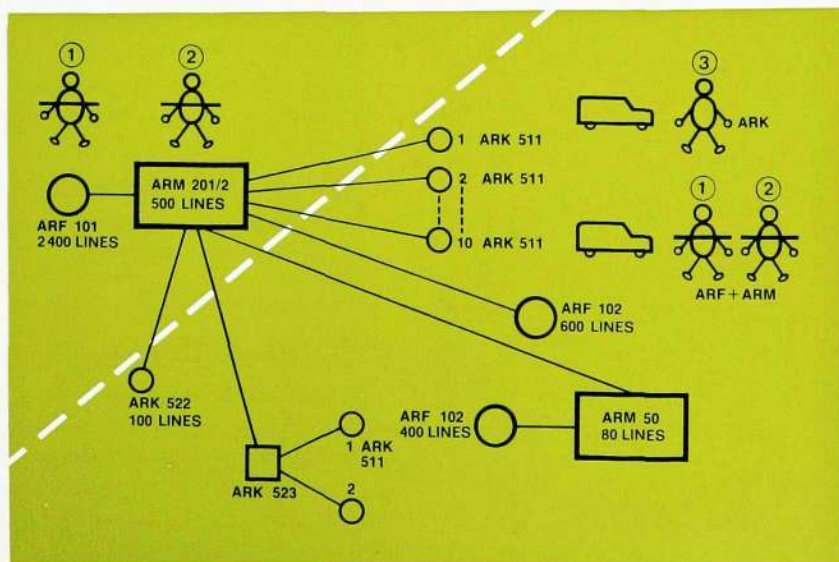 1
2
3
ARK
1 ARK 511
2 ARK 511
10 ARK 511
ARM 201/2
500 LINES
ARF 101
2400 LINES
1
2
ARF + ARM
ARF 102
600 LINES
ARK 522
100 LINES
ARF 102
400 LINES
ARM 50
80 LINES
1 ARK
511
ARK 523
2